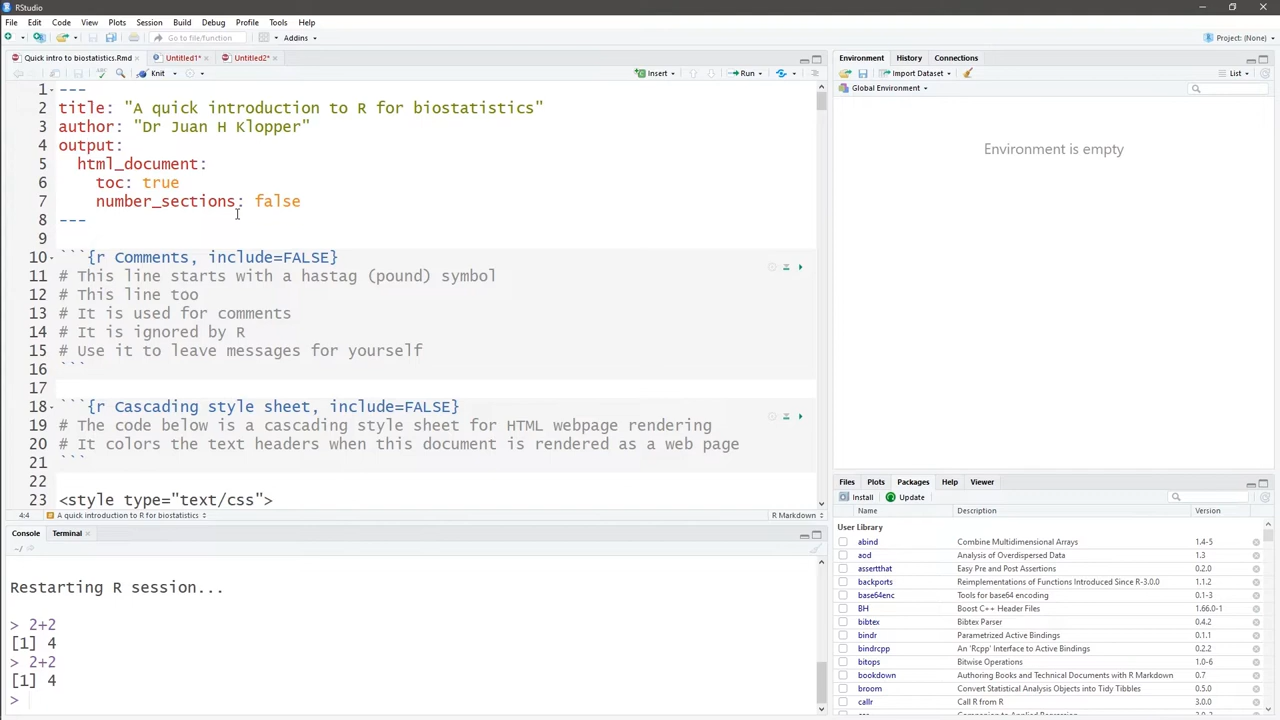 RStudio
File Edit Code View Plots Session Build Debug Profile Tools Help
Go to file/function Addins Project: (None)
Quick intro to biostatistics.Rmd Untitled1* Untitled2*
Knit Insert Run
1 ---
2 title: "A quick introduction to R for biostatistics"
3 author: "Dr Juan H Klopper"
4 output:
5 html_document:
6 toc: true
7 number_sections: false
8 ---
9
10 ```{r Comments, include=FALSE}
11 # This line starts with a hastag (pound) symbol
12 # This line too
13 # It is used for comments
14 # It is ignored by R
15 # Use it to leave messages for yourself
16 ```
17
18 ```{r Cascading style sheet, include=FALSE}
19 # The code below is a cascading style sheet for HTML webpage rendering
20 # It colors the text headers when this document is rendered as a web page
21 ```
22
23 <style type="text/css">
4:4 A quick introduction to R for biostatistics R Markdown
Console Terminal
~/
Restarting R session...
> 2+2
[1] 4
> 2+2
[1] 4
>
Environment History Connections
Import Dataset List
Global Environment
Environment is empty
Files Plots Packages Help Viewer
Install Update
Name Description Version
User Library
abind Combine Multidimensional Arrays 1.4-5
aod Analysis of Overdispersed Data 1.3
assertthat Easy Pre and Post Assertions 0.2.0
backports Reimplementations of Functions Introduced Since R-3.0.0 1.1.2
base64enc Tools for base64 encoding 0.1-3
BH Boost C++ Header Files 1.66.0-1
bibtex Bibtex Parser 0.4.2
bindr Parametrized Active Bindings 0.1.1
bindrcpp An 'Rcpp' Interface to Active Bindings 0.2.2
bitops Bitwise Operations 1.0-6
bookdown Authoring Books and Technical Documents with R Markdown 0.7
broom Convert Statistical Analysis Objects into Tidy Tibbles 0.5.0
callr Call R from R 3.0.0